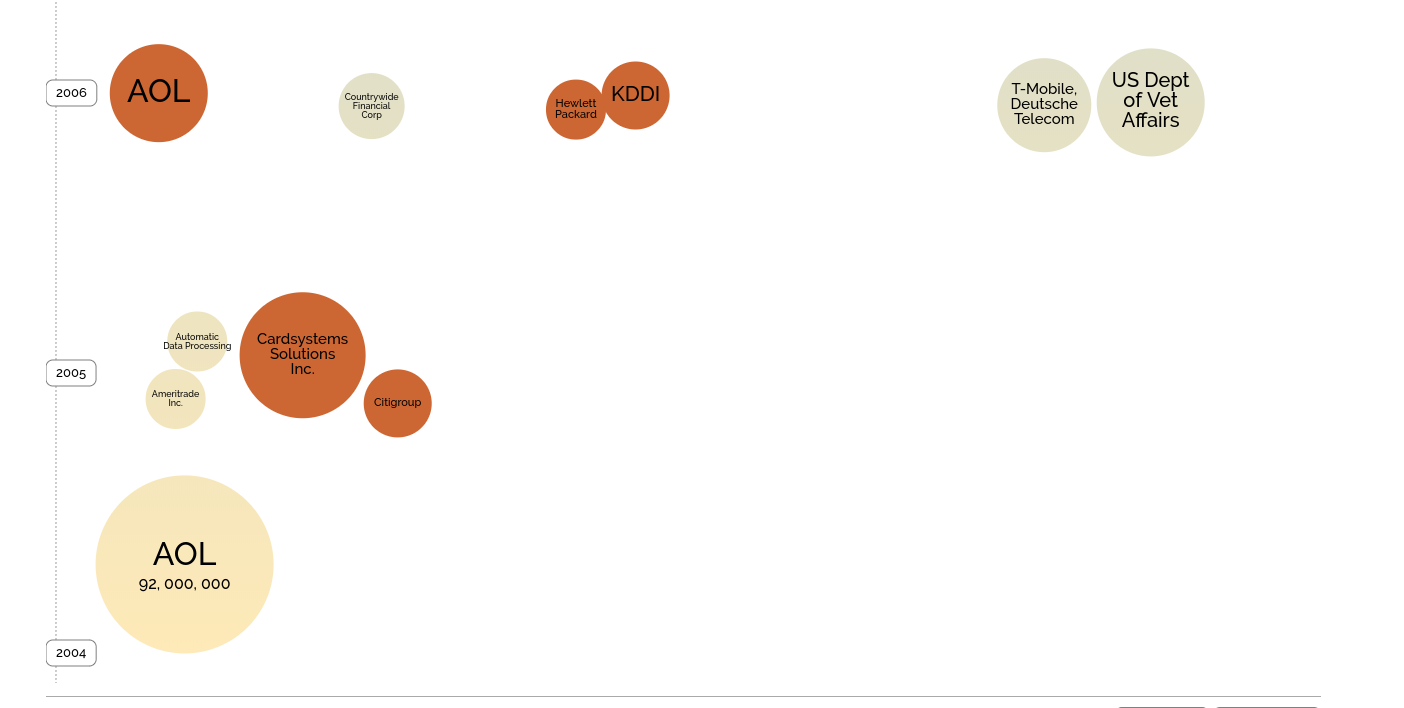 2006
AOL
Countrywide
Financial
Corp
Hewlett
Packard
KDDI
T-Mobile,
Deutsche
Telecom
US Dept
of Vet
Affairs
2005
Automatic
Data Processing
Ameritrade
Inc.
Cardsystems
Solutions
Inc.
Citigroup
AOL
92, 000, 000
2004